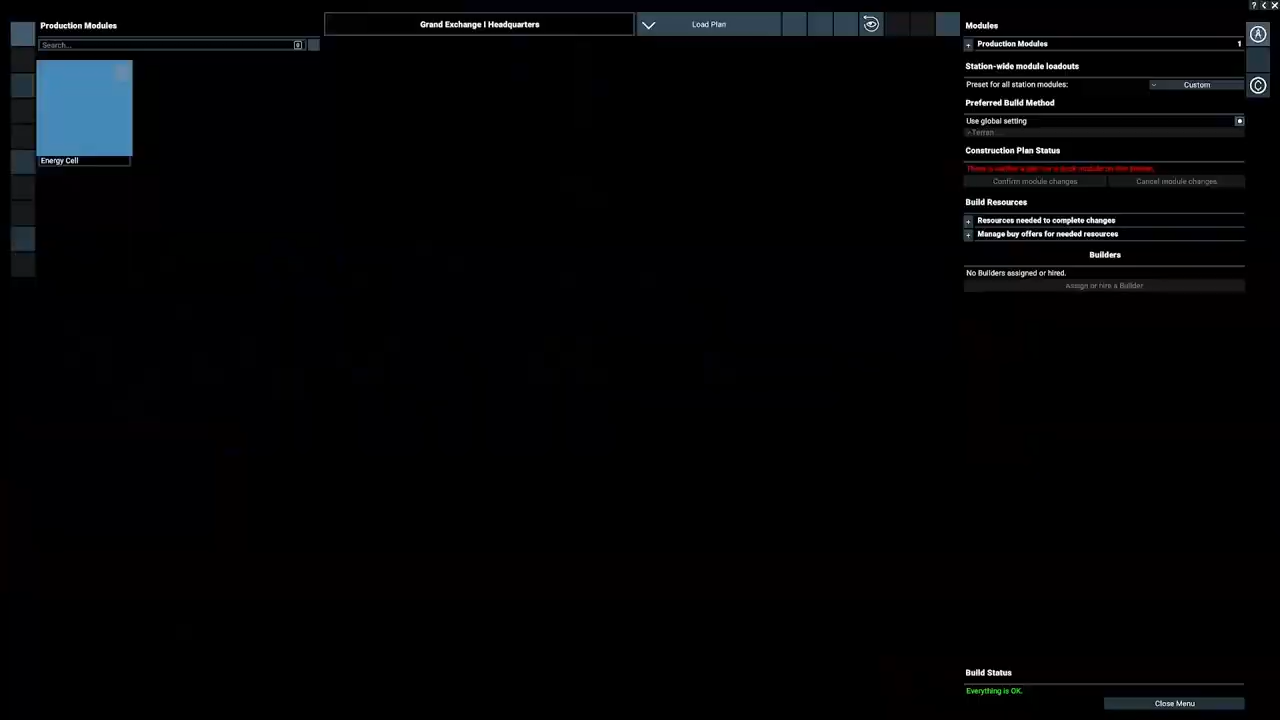 Production Modules
Search...
Energy Cell
Grand Exchange I Headquarters
Load Plan
Modules
Production Modules 1
Station-wide module loadouts
Preset for all station modules: Custom
Preferred Build Method
Use global setting
Terran
Construction Plan Status
Confirm module changes Cancel module changes
Build Resources
Resources needed to complete changes
Manage buy offers for needed resources
Builders
No Builders assigned or hired.
Assign or hire a Builder
Build Status
Everything is OK.
Close Menu
A
C